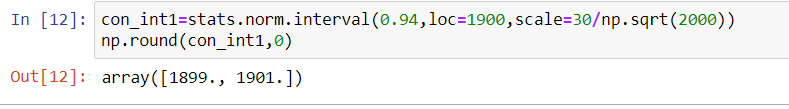 In [12]: con_int1=stats.norm.interval(0.94,loc=1900,scale=30/np.sqrt(2000))
np.round(con_int1,0)
Out[12]: array([1899., 1901.])